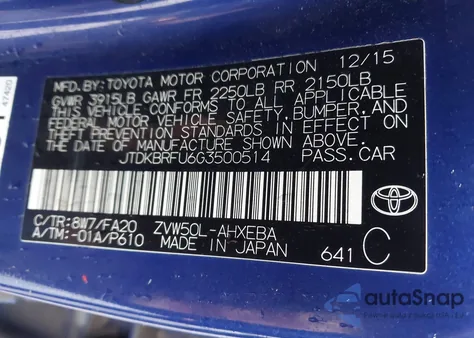 47420
MFD.BY:TOYOTA MOTOR CORPORATION 12/15
GVWR 3915LB GAWR FR 2250LB RR 2150LB
THIS VEHICLE CONFORMS TO ALL APPLICABLE
FEDERAL MOTOR VEHICLE SAFETY,BUMPER,AND
THEFT PREVENTION STANDARDS IN EFFECT ON
THE DATE OF MANUFACTURE SHOWN ABOVE.
JTDKBRFU6G3500514 PASS.CAR
C/TR:8W7/FA20 ZVW50L-AHXEBA
A/TM:-01A/P610 MADE IN JAPAN 641 C
TOYOTA
autoSnap